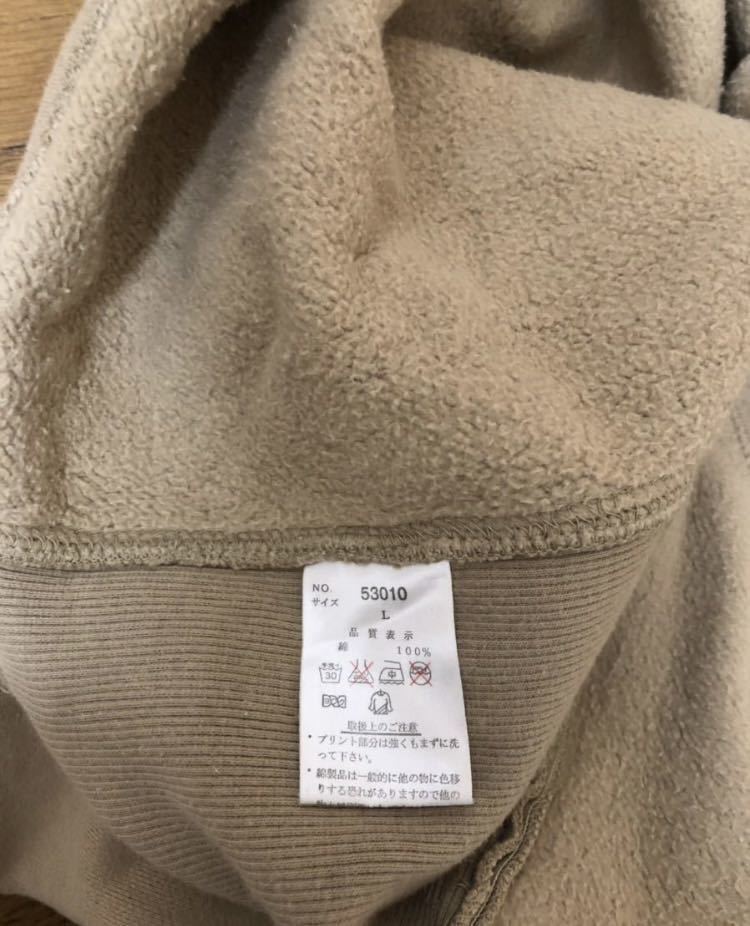 NO. 53010
サイズ L
品質表示
綿 100%
30 中
取扱上のご注意
・プリント部分は強くもまずに洗
って下さい。
・綿製品は一般的に他の物に色移
りする恐れがありますので他の